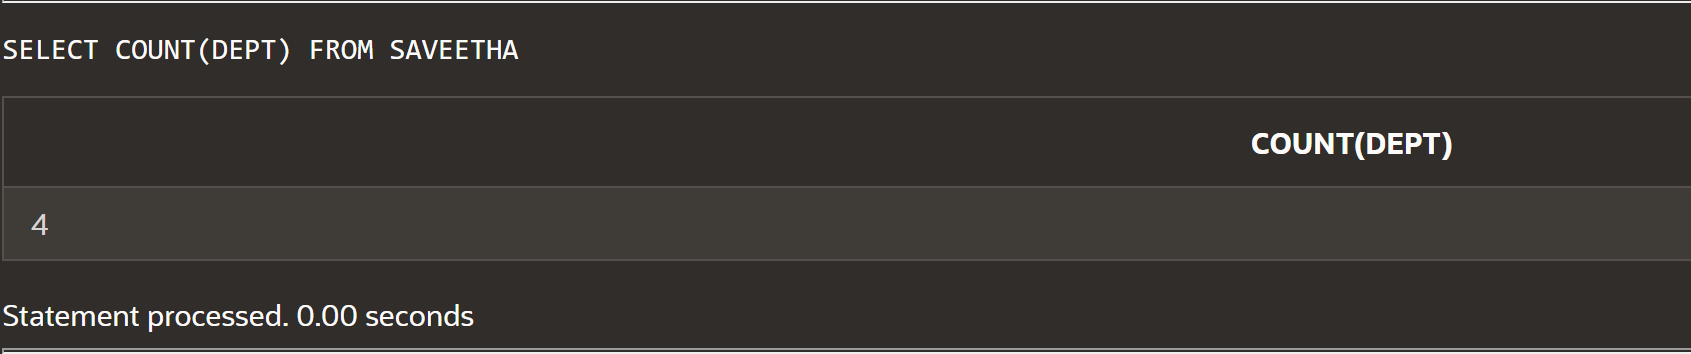 SELECT COUNT(DEPT) FROM SAVEETHA
COUNT(DEPT)
4
Statement processed. 0.00 seconds